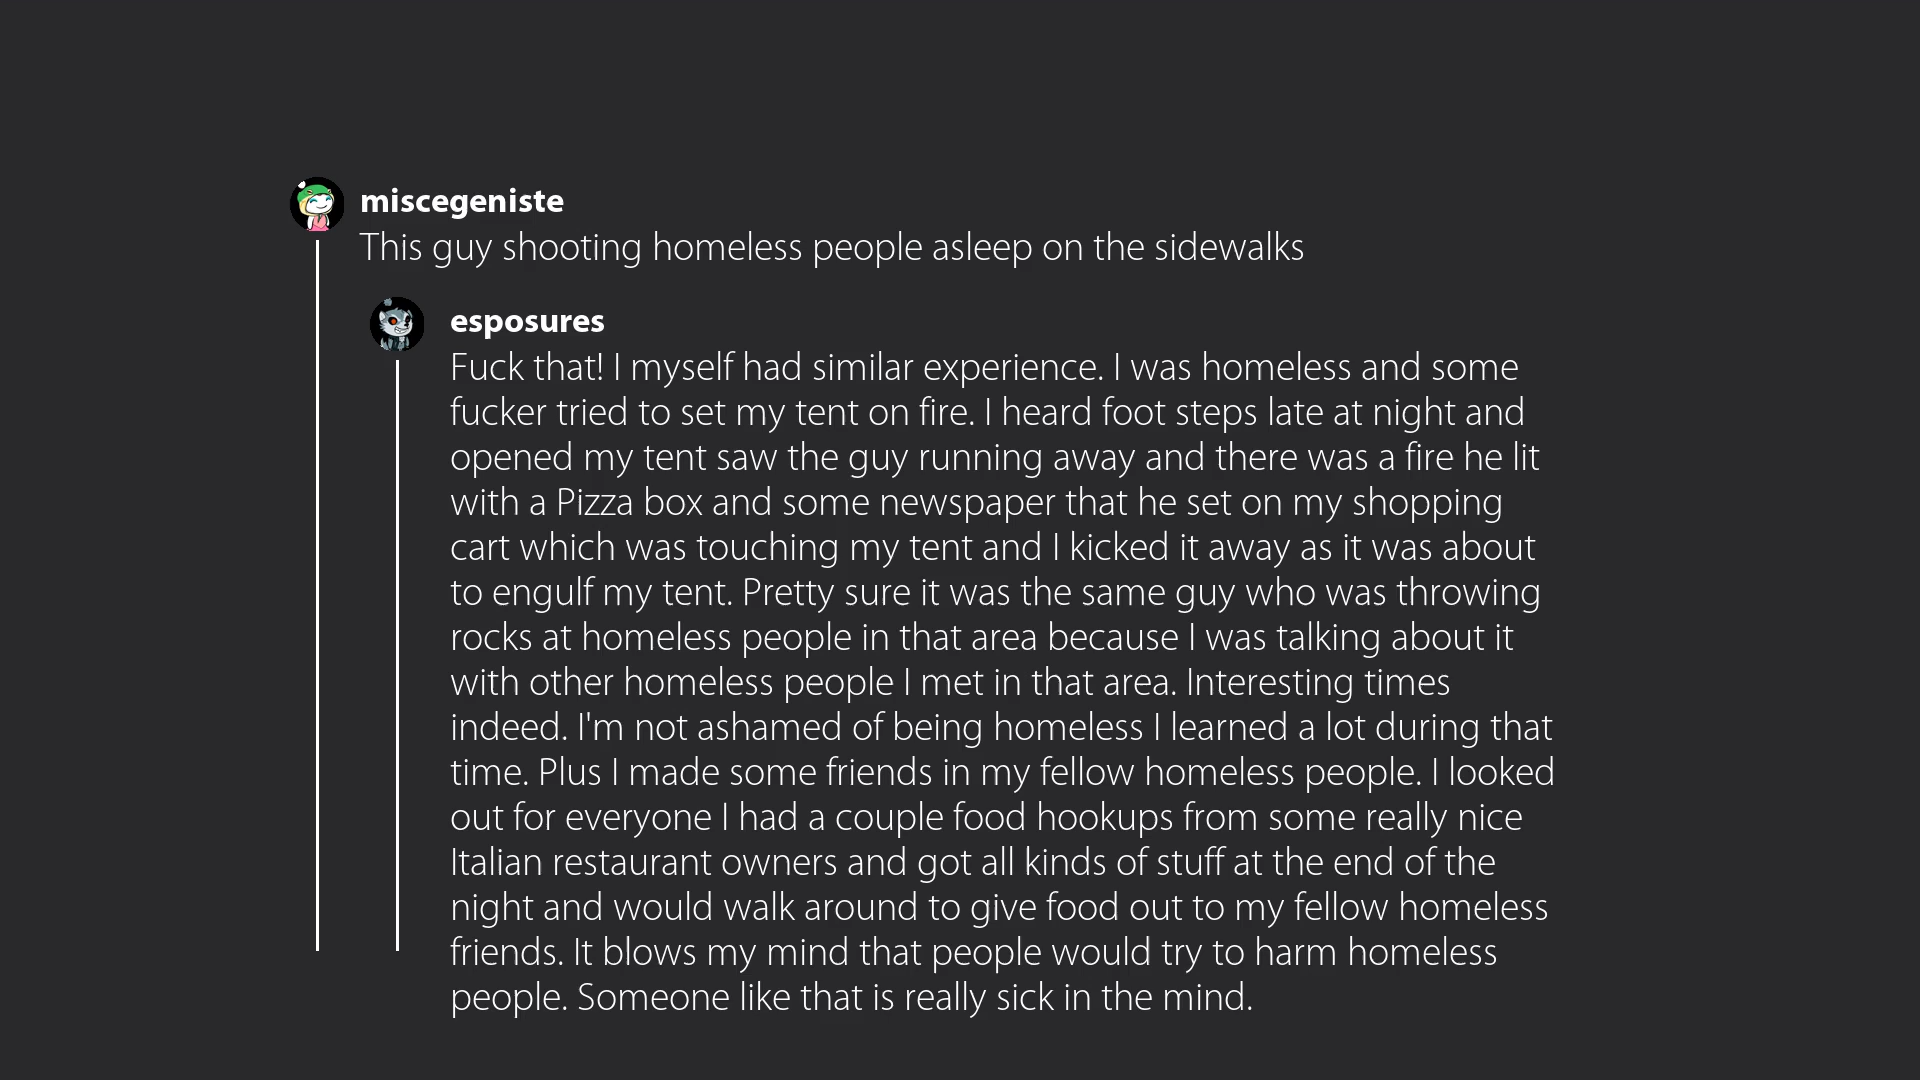 miscegeniste
This guy shooting homeless people asleep on the sidewalks
esposures
Fuck that! I myself had similar experience. I was homeless and some
fucker tried to set my tent on fire. I heard foot steps late at night and
opened my tent saw the guy running away and there was a fire he lit
with a Pizza box and some newspaper that he set on my shopping
cart which was touching my tent and I kicked it away as it was about
to engulf my tent. Pretty sure it was the same guy who was throwing
rocks at homeless people in that area because I was talking about it
with other homeless people I met in that area. Interesting times
indeed. I'm not ashamed of being homeless I learned a lot during that
time. Plus I made some friends in my fellow homeless people. I looked
out for everyone I had a couple food hookups from some really nice
Italian restaurant owners and got all kinds of stuff at the end of the
night and would walk around to give food out to my fellow homeless
friends. It blows my mind that people would try to harm homeless
people. Someone like that is really sick in the mind.